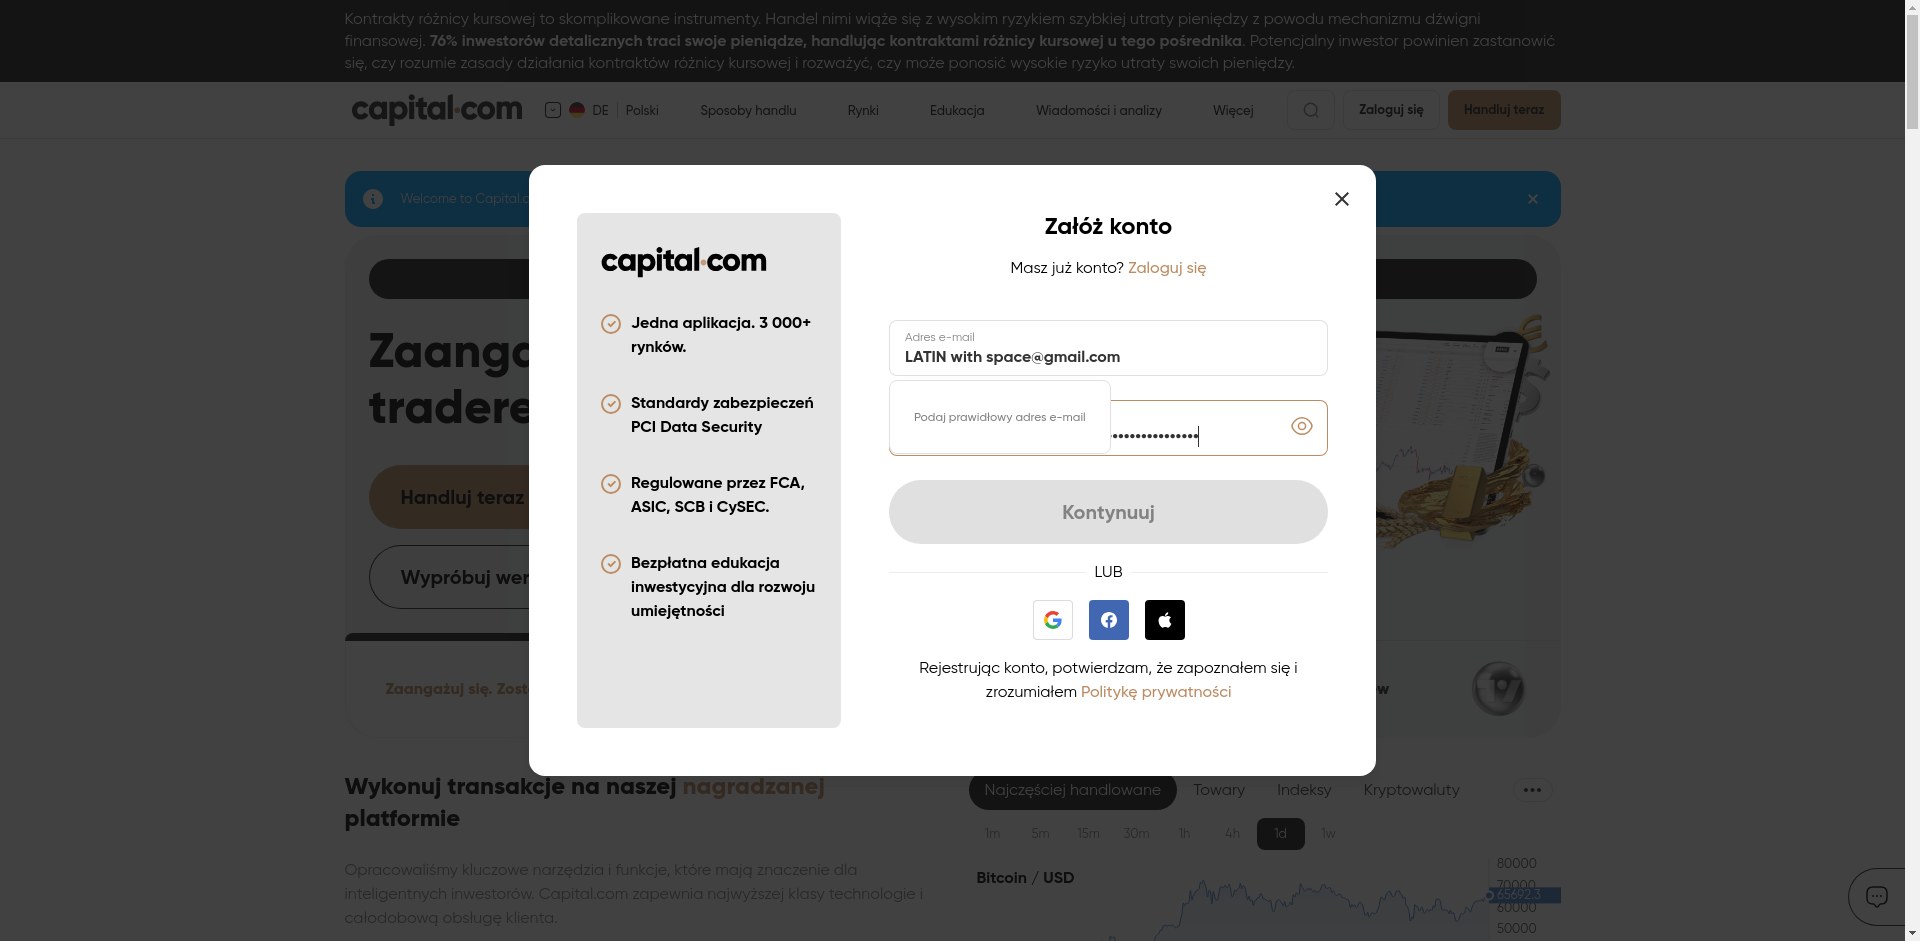 Kontrakty różnicy kursowej to skomplikowane instrumenty. Handel nimi wiąże się z wysokim ryzykiem szybkiej utraty pieniędzy z powodu mechanizmu dźwigni
finansowej. 76% inwestorów detalicznych traci swoje pieniądze, handlując kontraktami różnicy kursowej u tego pośrednika. Potencjalny inwestor powinien zastanowić
się, czy rozumie zasady działania kontraktów różnicy kursowej i rozważyć, czy może ponosić wysokie ryzyko utraty swoich pieniędzy.
capital.com DE Polski Sposoby handlu Rynki Edukacja Wiadomości i analizy Więcej Zaloguj się Handluj teraz
Welcome to Capital.c
Załóż konto
capital.com
Masz już konto? Zaloguj się
Jedna aplikacja. 3 000+
rynków.
Standardy zabezpieczeń
PCI Data Security
Regulowane przez FCA,
ASIC, SCB i CySEC.
Bezpłatna edukacja
inwestycyjna dla rozwoju
umiejętności
Adres e-mail
LATIN with space@gmail.com
Podaj prawidłowy adres e-mail
Kontynuuj
LUB
Rejestrując konto, potwierdzam, że zapoznałem się i
zrozumiałem Politykę prywatności
Zaanga
tradere
Handluj teraz
Wypróbuj wer
Zaangażuj się. Zost
Wykonuj transakcje na naszej nagradzanej
platformie
Opracowaliśmy kluczowe narzędzia i funkcje, które mają znaczenie dla
inteligentnych inwestorów. Capital.com zapewnia najwyższej klasy technologie i
całodobową obsługę klienta.
Najczęściej handlowane Towary Indeksy Kryptowaluty
1m 5m 15m 30m 1h 4h 1d 1w
Bitcoin / USD
80000
70000
65692.3
60000
50000